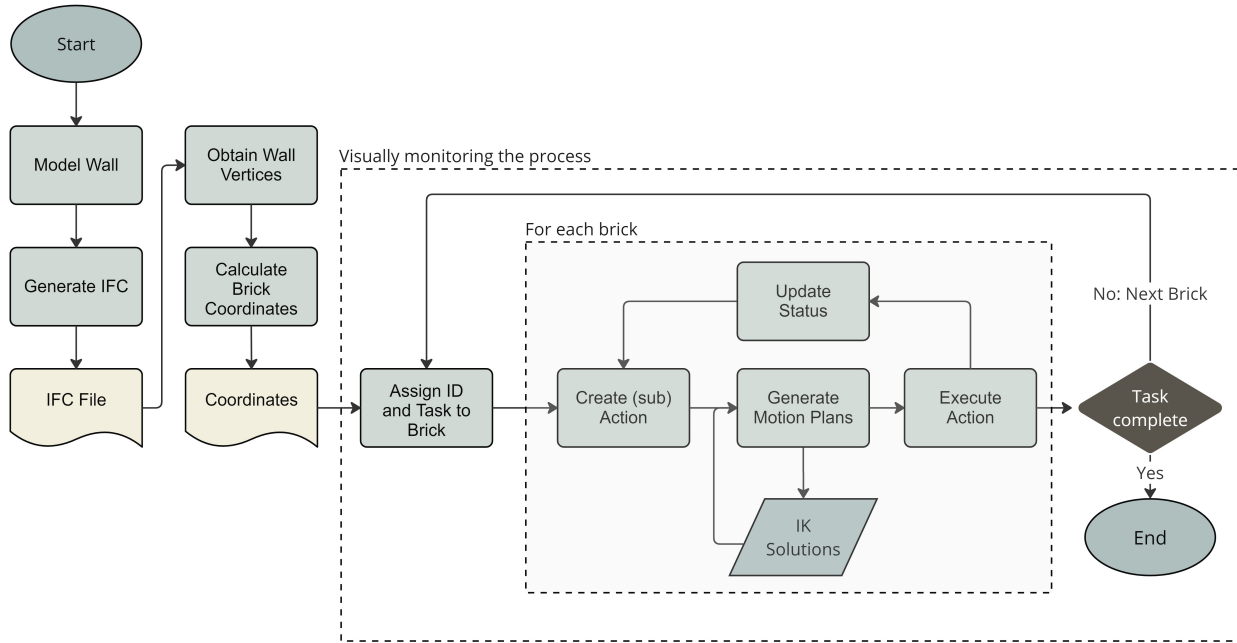 Start
Model Wall
Generate IFC
IFC File
Obtain Wall
Vertices
Calculate
Brick
Coordinates
Coordinates
Visually monitoring the process
Assign ID
and Task to
Brick
For each brick
Update
Status
Create (sub)
Action
Generate
Motion Plans
Execute
Action
IK
Solutions
No: Next Brick
Task
complete
Yes
End